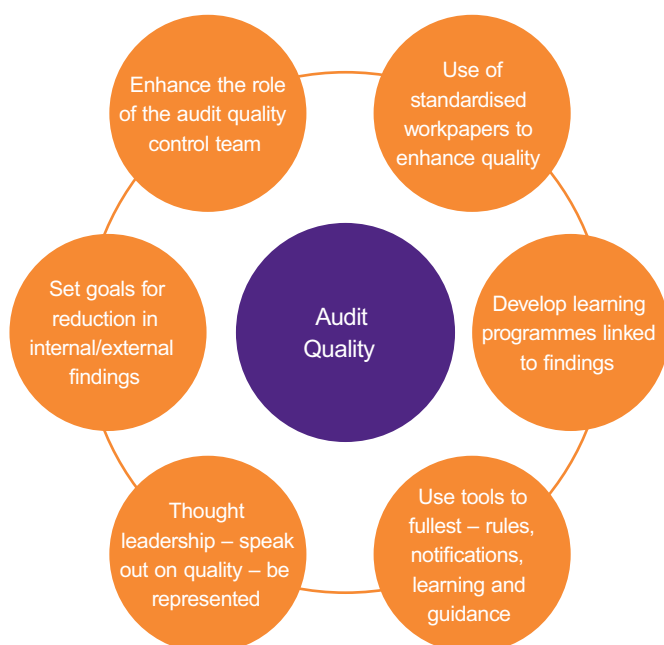 Enhance the role
of the audit quality
control team
Use of
standardised
workpapers to
enhance quality
Set goals for
reduction in
internal/external
findings
Audit
Quality
Develop learning
programmes linked
to findings
Thought
leadership – speak
out on quality – be
represented
Use tools to
fullest – rules,
notifications,
learning and
guidance